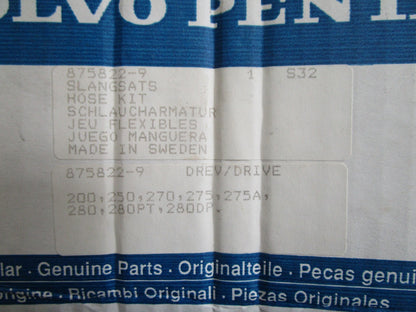 OLVO PENT
875822-9 1 S32
SLANGSATS
HOSE KIT
SCHLAUCHARMATUR
JEU FLEXIBLES
JUEGO MANGUERA
MADE IN SWEDEN
875822-9 DREV/DRIVE
200,250,270,275,275A,
280,280PT,280DP.
lar · Genuine Parts · Originalteile · Pecas genui
Origine · Ricambi Originali · Piezas Originales